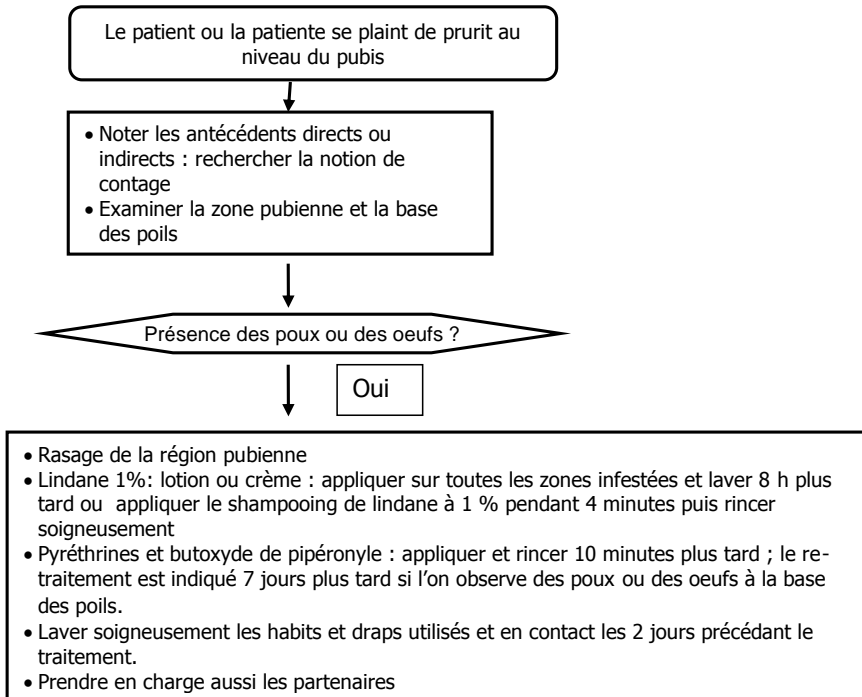 Le patient ou la patiente se plaint de prurit au
niveau du pubis
• Noter les antécédents directs ou
indirects : rechercher la notion de
contage
• Examiner la zone pubienne et la base
des poils
Présence des poux ou des oeufs ?
Oui
• Rasage de la région pubienne
• Lindane 1%: lotion ou crème : appliquer sur toutes les zones infestées et laver 8 h plus
tard ou appliquer le shampooing de lindane à 1 % pendant 4 minutes puis rincer
soigneusement
• Pyréthrines et butoxyde de pipéronyle : appliquer et rincer 10 minutes plus tard ; le re-
traitement est indiqué 7 jours plus tard si l’on observe des poux ou des oeufs à la base
des poils.
• Laver soigneusement les habits et draps utilisés et en contact les 2 jours précédant le
traitement.
• Prendre en charge aussi les partenaires